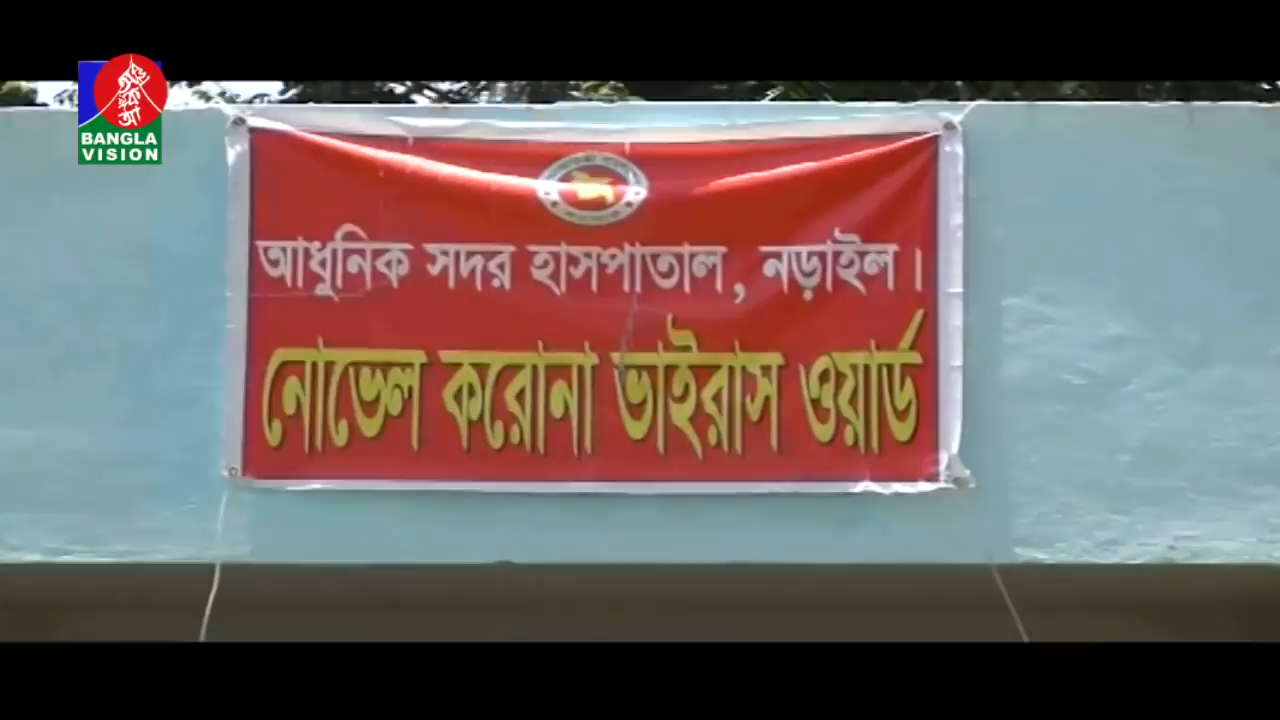 BANGLA
VISION
আধুনিক সদর হাসপাতাল, নড়াইল।
নোভেল করোনা ভাইরাস ওয়ার্ড